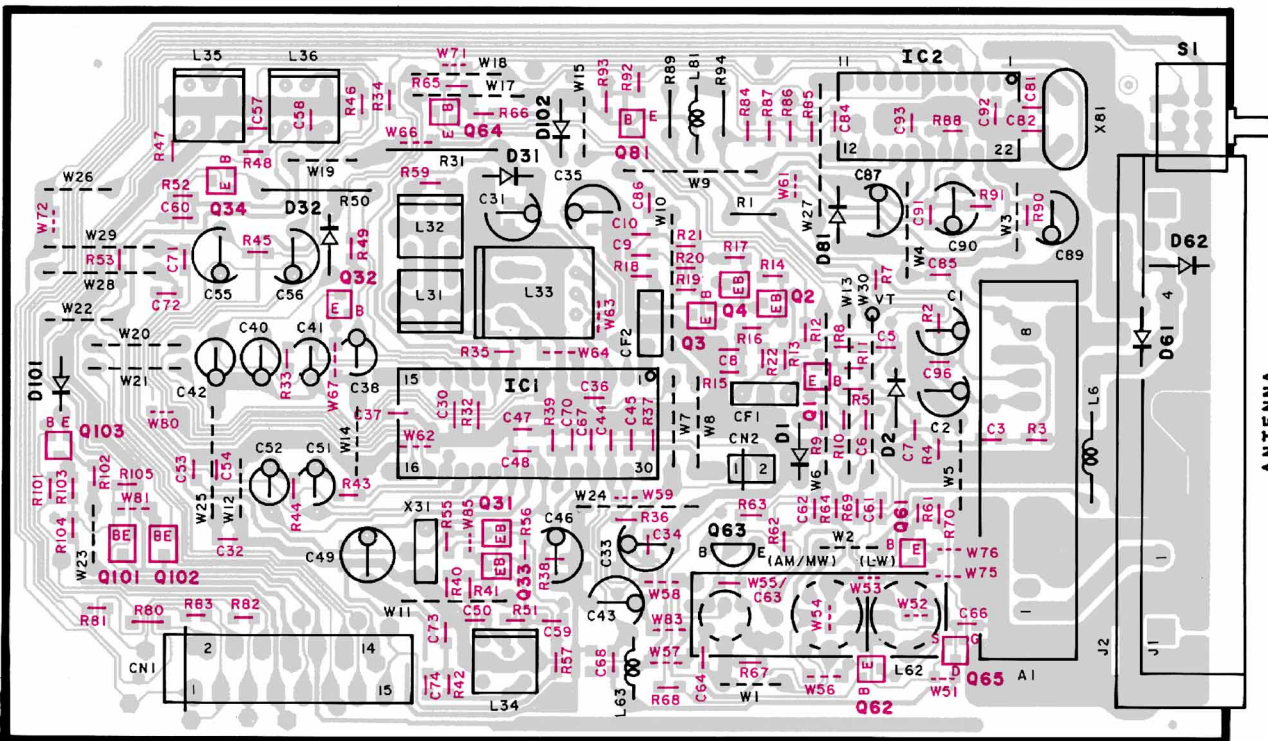 L35
L36
W71
W18
R65
W17
W15
R93
R92
R89
L81
R94
11
IC2
1
S1
R46
R34
C57
C58
R66
D102
B
E
Q64
W66
B
E
Q81
R84
R87
R86
R85
C84
C93
R88
C92
C81
C82
X81
12
22
R47
R48
W19
R31
D31
C35
W26
R52
C60
B
E
Q34
D32
R50
R59
C31
C86
W10
W9
W61
W27
C87
R91
W72
W29
R53
W28
C71
R45
R49
L32
C10
C9
R18
R21
R20
R19
R1
R17
R14
D81
C91
W4
C90
W3
R90
C89
D62
C72
C55
C56
Q32
E
B
L31
L33
W63
CF2
B
E
Q3
EB
Q4
EB
Q2
W13
W30
VT
R7
C85
C1
4
W22
W20
W21
C40
C41
C42
R33
W67
C38
R35
W64
R16
C8
R22
R13
R12
R8
R11
C5
R2
C96
8
D61
D101
R15
CF1
E
B
Q1
R5
D2
C2
L6
ANTENNA
15
IC1
1
C36
C37
C30
R32
C47
R39
C70
C67
C44
C45
R37
W7
W8
W62
C48
16
30
CN2
1
2
D1
R9
R10
C6
C7
R4
C3
R3
B
E
Q103
W80
W14
C53
C54
C52
C51
R101
R103
R102
R105
W81
W25
W12
R44
R43
X31
W6
W5
R104
W23
BE
BE
Q101
Q102
C32
C49
R55
W85
Q31
EB
R56
EB
Q33
R38
C46
W24
W59
R36
C34
C33
R63
Q63
B
E
R62
C62
R64
R69
C61
Q61
B
E
R61
R70
W2
(AM/MW)
(LW)
W76
W75
R40
R41
W11
C50
R51
C59
C43
W58
W55/
C63
W53
W54
W52
C66
1
R81
R80
R83
R82
C73
W83
W57
S
G
D
Q65
CN1
2
14
1
15
C74
R42
L34
R57
C68
L63
R68
C64
R67
W1
W56
E
B
Q62
L62
W51
A1
J2
J1
1